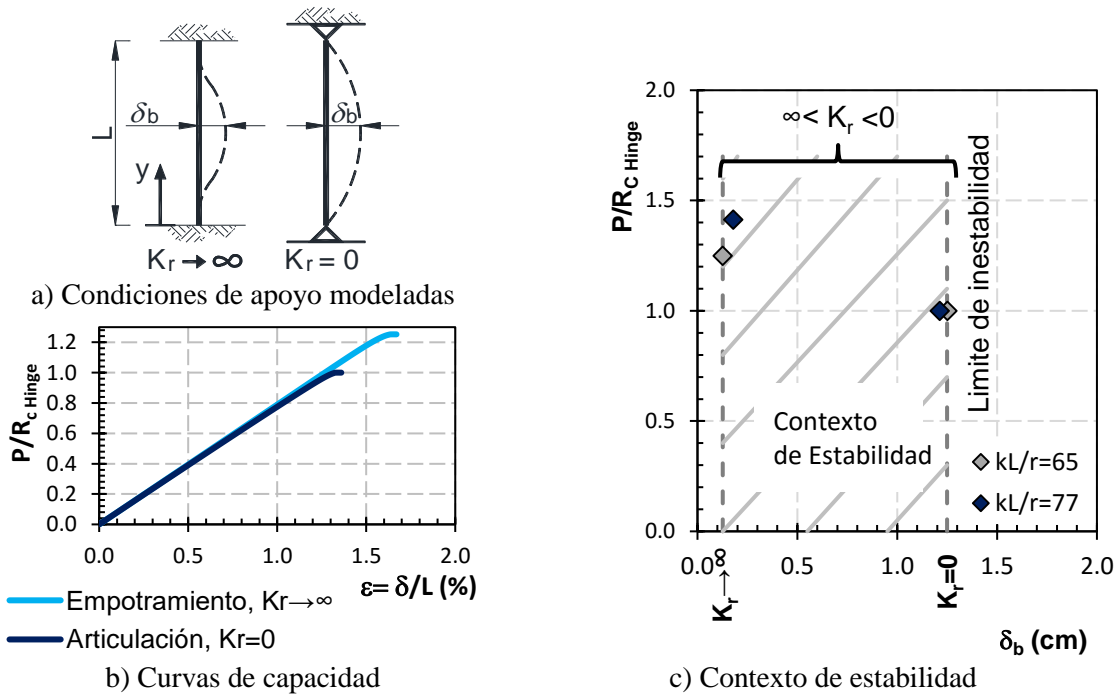 L
δb
y
Kr → ∞
δb
Kr = 0
a) Condiciones de apoyo modeladas
P/Rc Hinge
1.2
1.0
0.8
0.6
0.4
0.2
0.0
0.0 0.5 1.0 1.5 2.0
ε= δ/L (%)
Empotramiento, Kr→∞
Articulación, Kr=0
b) Curvas de capacidad
P/RC Hinge
2.0
1.5
1.0
0.5
0.0
∞< Kr <0
Limite de inestabilidad
Contexto
de Estabilidad
kL/r=65
kL/r=77
0.0 0.5 1.0 1.5 2.0
Kr→∞
Kr=0
δb (cm)
c) Contexto de estabilidad